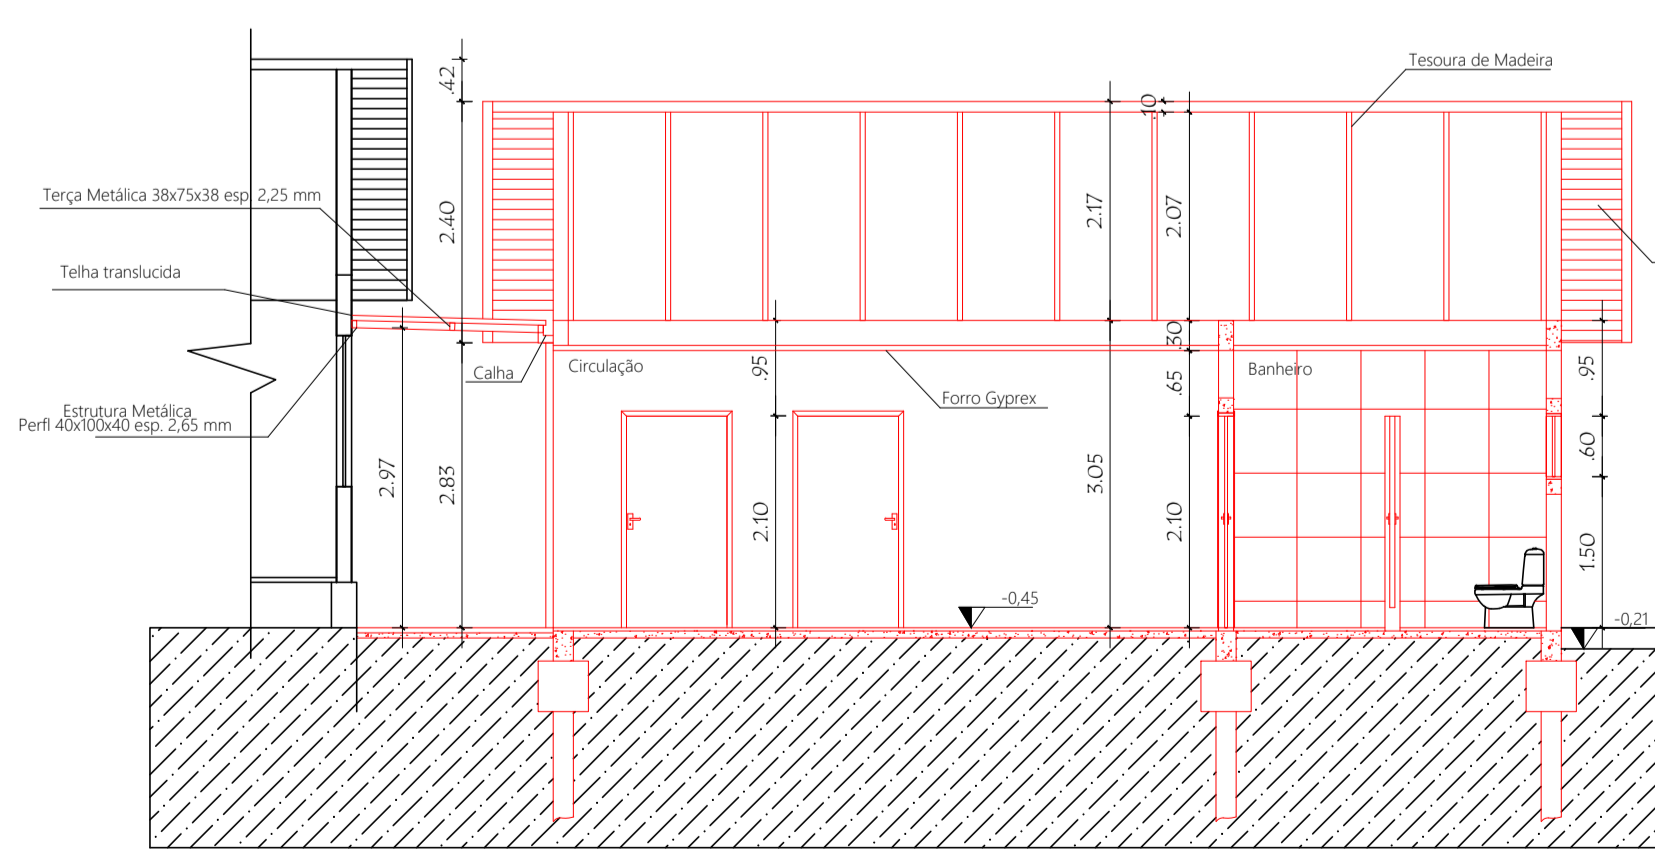 Tesoura de Madeira
.42
.10
Terça Metálica 38x75x38 esp. 2,25 mm
2.40
2.17
2.07
Telha translucida
.30
Circulação
Banheiro
.95
.95
.65
Calha
Forro Gyprex
Estrutura Metálica
Perfl 40x100x40 esp. 2,65 mm
.60
2.97
2.83
3.05
2.10
2.10
1.50
-0,45
-0,21